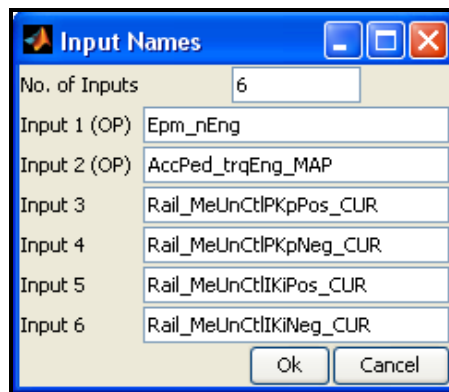 Input Names
No. of Inputs 6
Input 1 (OP) Epm_nEng
Input 2 (OP) AccPed_trqEng_MAP
Input 3 Rail_MeUnCtlPKpPos_CUR
Input 4 Rail_MeUnCtlPKpNeg_CUR
Input 5 Rail_MeUnCtlIKiPos_CUR
Input 6 Rail_MeUnCtlIKiNeg_CUR
Ok Cancel